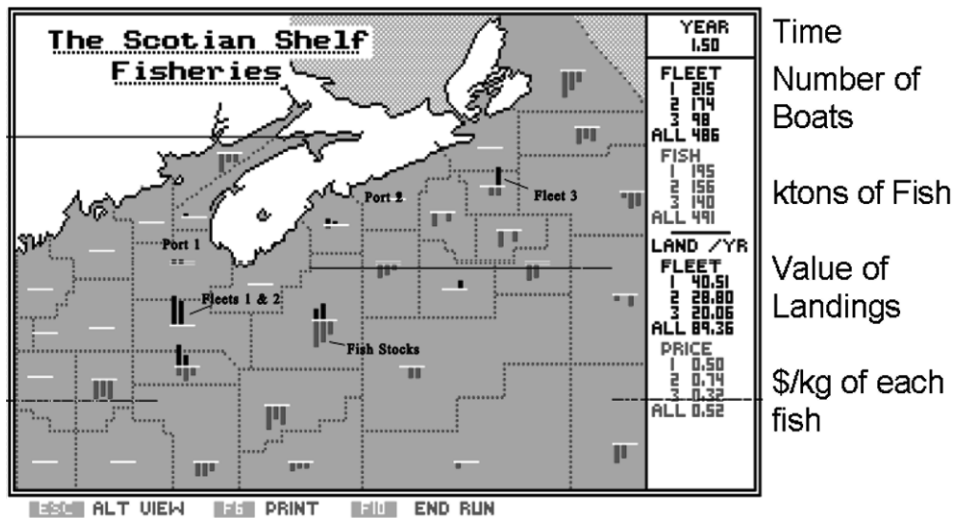 The Scotian Shelf
Fisheries
Port 1
Port 2
Fleet 3
Fleets 1 & 2
Fish Stocks
YEAR
1.50
FLEET
1 215
2 174
3 98
ALL 486
FISH
1 195
2 156
3 140
ALL 491
LAND /YR
FLEET
1 40.51
2 28.80
3 20.06
ALL 89.36
PRICE
1 0.50
2 0.74
3 0.32
ALL 0.52
Time
Number of
Boats
ktons of Fish
Value of
Landings
$/kg of each
fish
ESC ALT VIEW F6 PRINT F10 END RUN